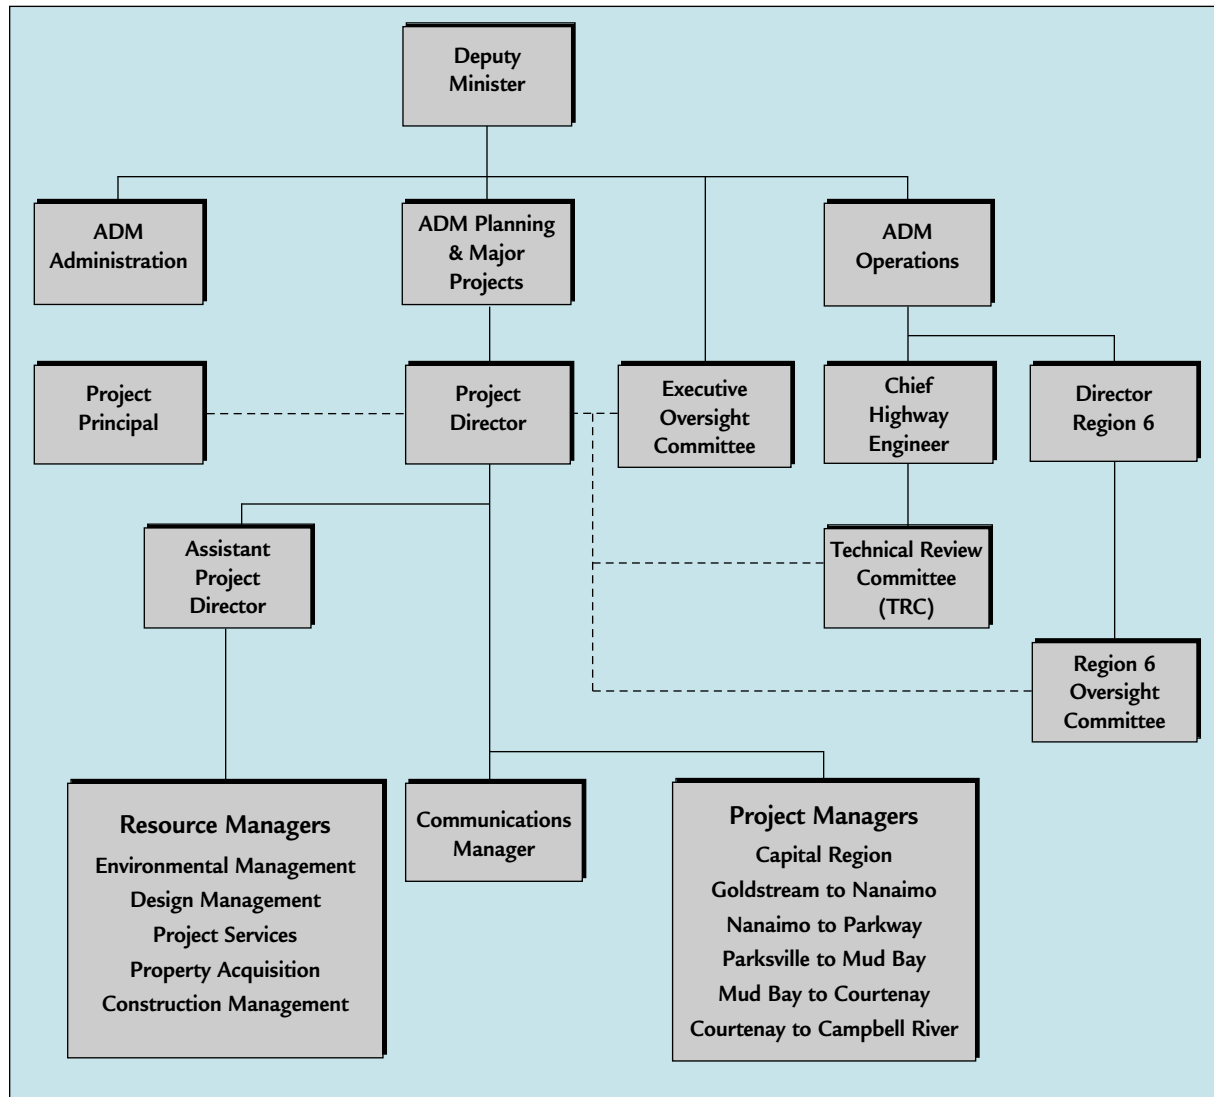 Deputy
Minister
ADM
Administration
ADM Planning
& Major
Projects
ADM
Operations
Project
Principal
Project
Director
Executive
Oversight
Committee
Chief
Highway
Engineer
Director
Region 6
Assistant
Project
Director
Technical Review
Committee
(TRC)
Region 6
Oversight
Committee
Resource Managers
Environmental Management
Design Management
Project Services
Property Acquisition
Construction Management
Communications
Manager
Project Managers
Capital Region
Goldstream to Nanaimo
Nanaimo to Parkway
Parksville to Mud Bay
Mud Bay to Courtenay
Courtenay to Campbell River